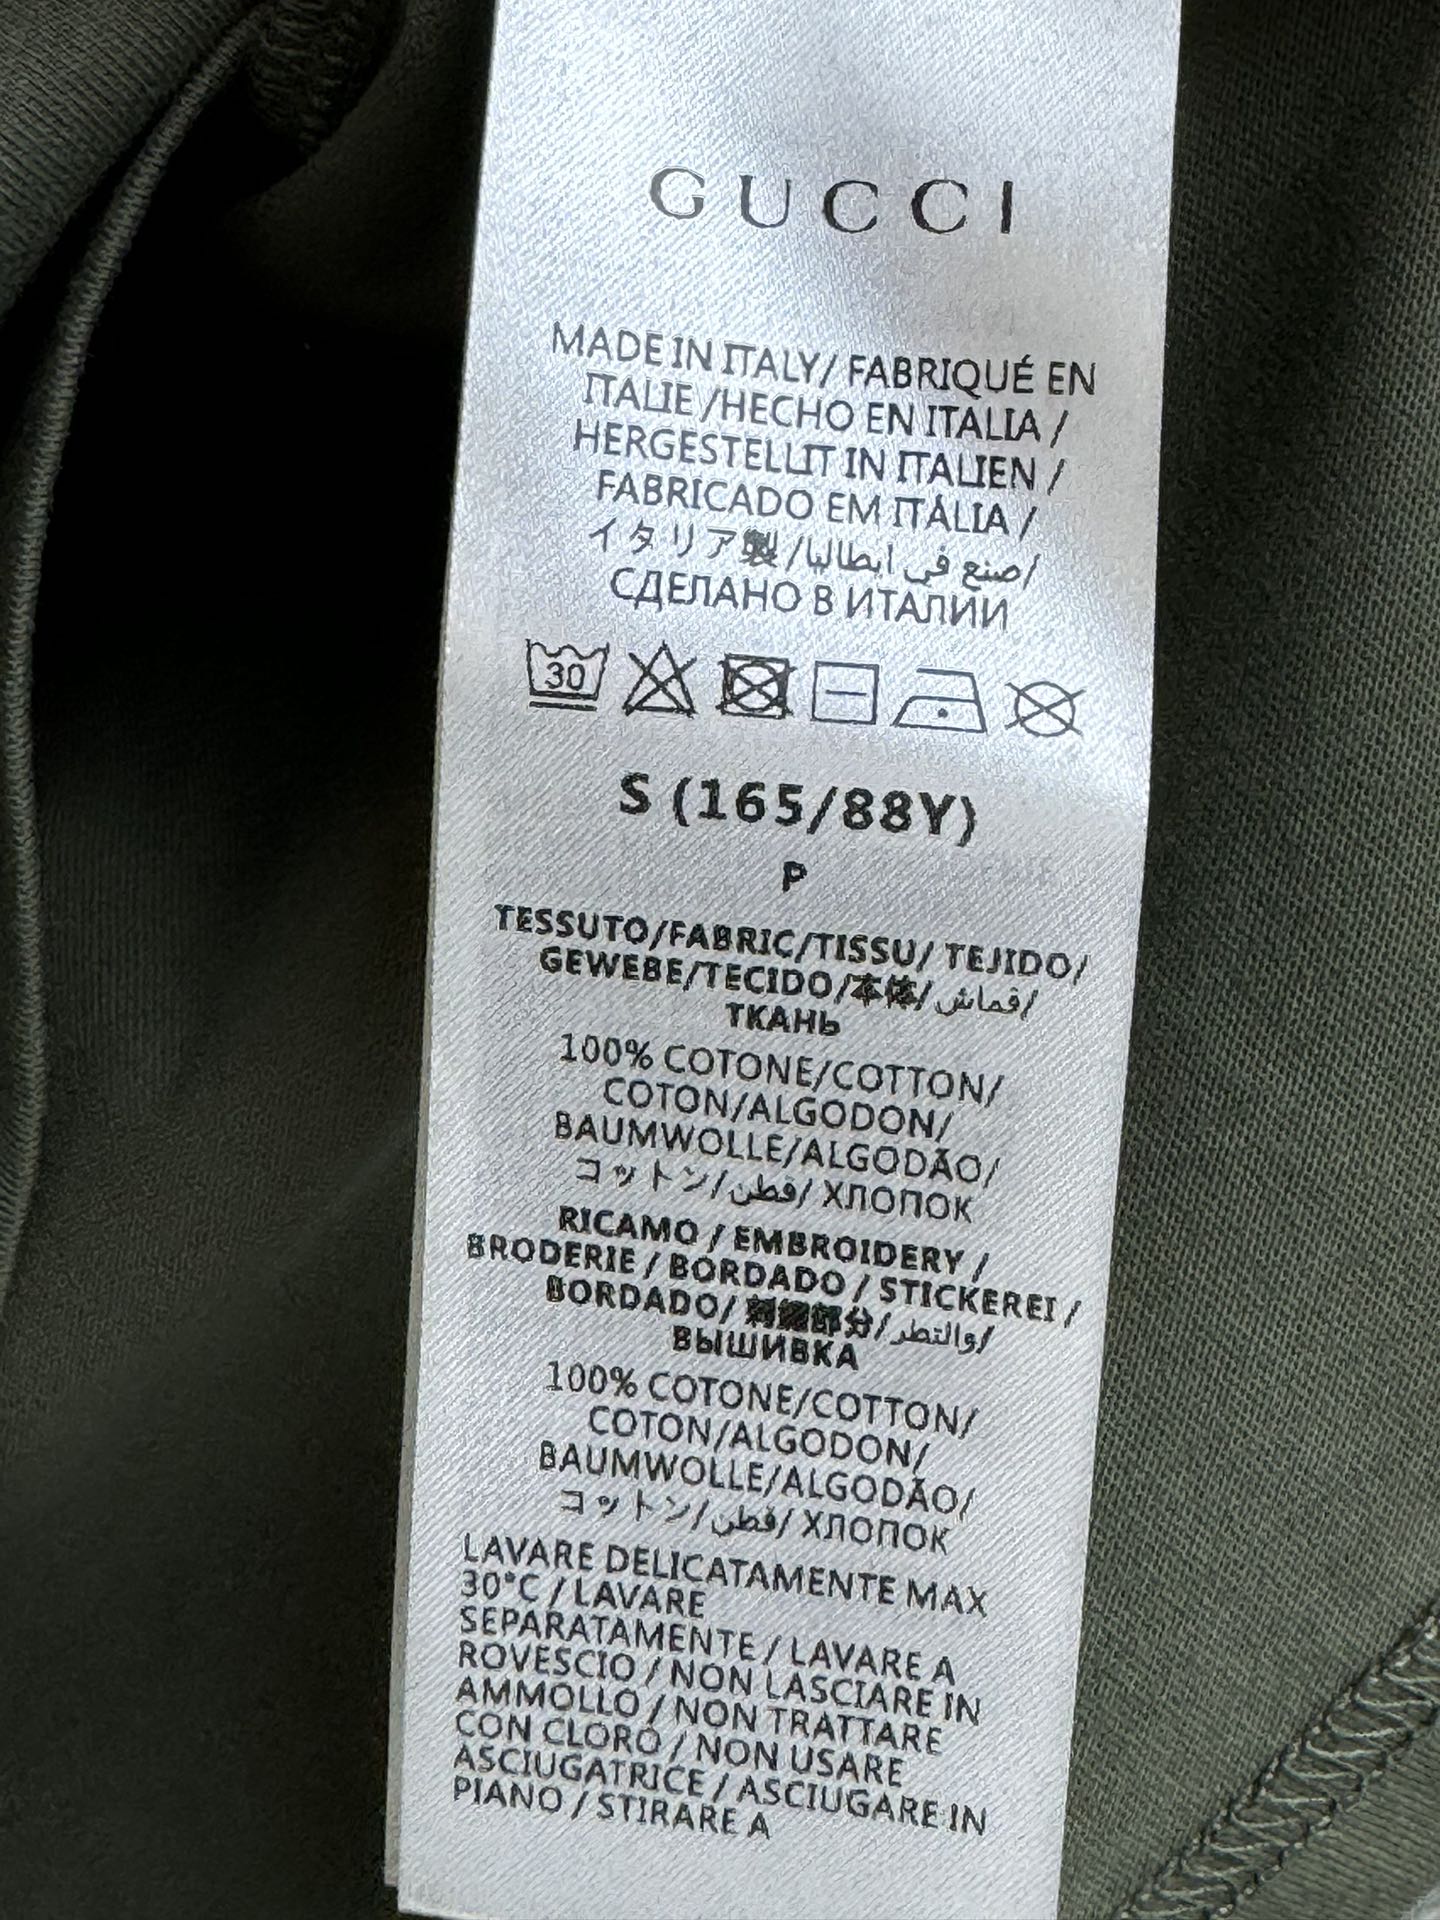 GUCCI
MADE IN ITALY/ FABRIQUÉ EN
ITALIE /HECHO EN ITALIA /
HERGESTELLT IN ITALIEN /
FABRICADO EM ITÁLIA /
イタリア製 /صنع في ايطاليا/
СДЕЛАНО В ИТАЛИИ
30
S (165/88Y)
P
TESSUTO/FABRIC/TISSU/ TEJIDO/
GEWEBE/TECIDO/本体/قماش/
ТКАНЬ
100% COTONE/COTTON/
COTON/ALGODON/
BAUMWOLLE/ALGODÃO/
コットン/قطن/ ХЛОПОК
RICAMO / EMBROIDERY /
BRODERIE / BORDADO / STICKEREI /
BORDADO/ 刺繍部分/والتطر/
ВЫШИВКА
100% COTONE/COTTON/
COTON/ALGODON/
BAUMWOLLE/ALGODÃO/
コットン/قطن/ ХЛОПОК
LAVARE DELICATAMENTE MAX
30°C / LAVARE
SEPARATAMENTE / LAVARE A
ROVESCIO / NON LASCIARE IN
AMMOLLO / NON TRATTARE
CON CLORO / NON USARE
ASCIUGATRICE / ASCIUGARE IN
PIANO / STIRARE A